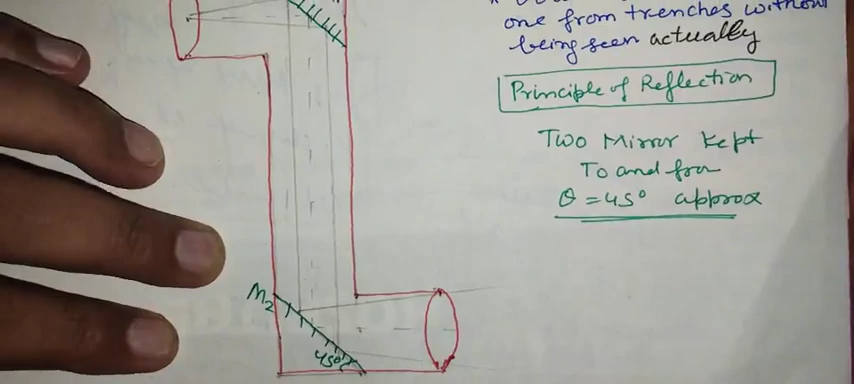 one from trenches without
being seen actually
Principle of Reflection
Two Mirror kept
To and fro
θ = 45° approx
M2
45°